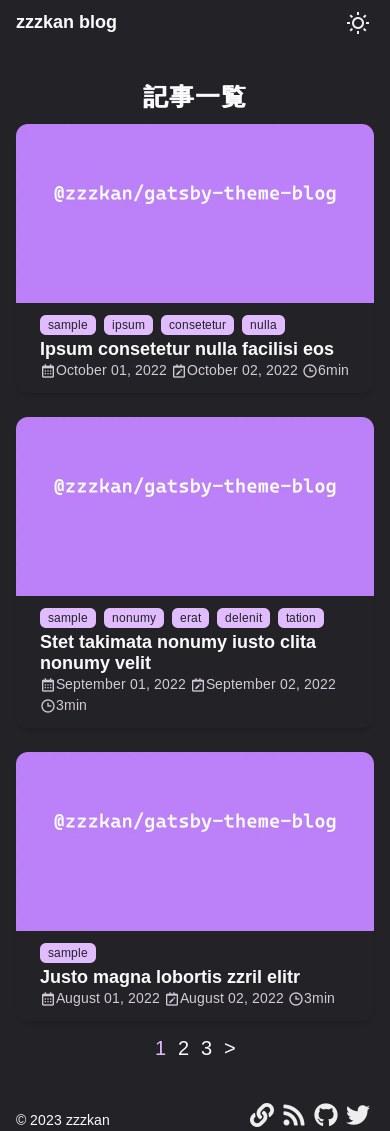 zzzkan blog
記事一覧
@zzzkan/gatsby-theme-blog
sample ipsum consetetur nulla
Ipsum consetetur nulla facilisi eos
October 01, 2022 October 02, 2022 6min
@zzzkan/gatsby-theme-blog
sample nonumy erat delenit tation
Stet takimata nonumy iusto clita
nonumy velit
September 01, 2022 September 02, 2022
3min
@zzzkan/gatsby-theme-blog
sample
Justo magna lobortis zzril elitr
August 01, 2022 August 02, 2022 3min
1 2 3 >
© 2023 zzzkan